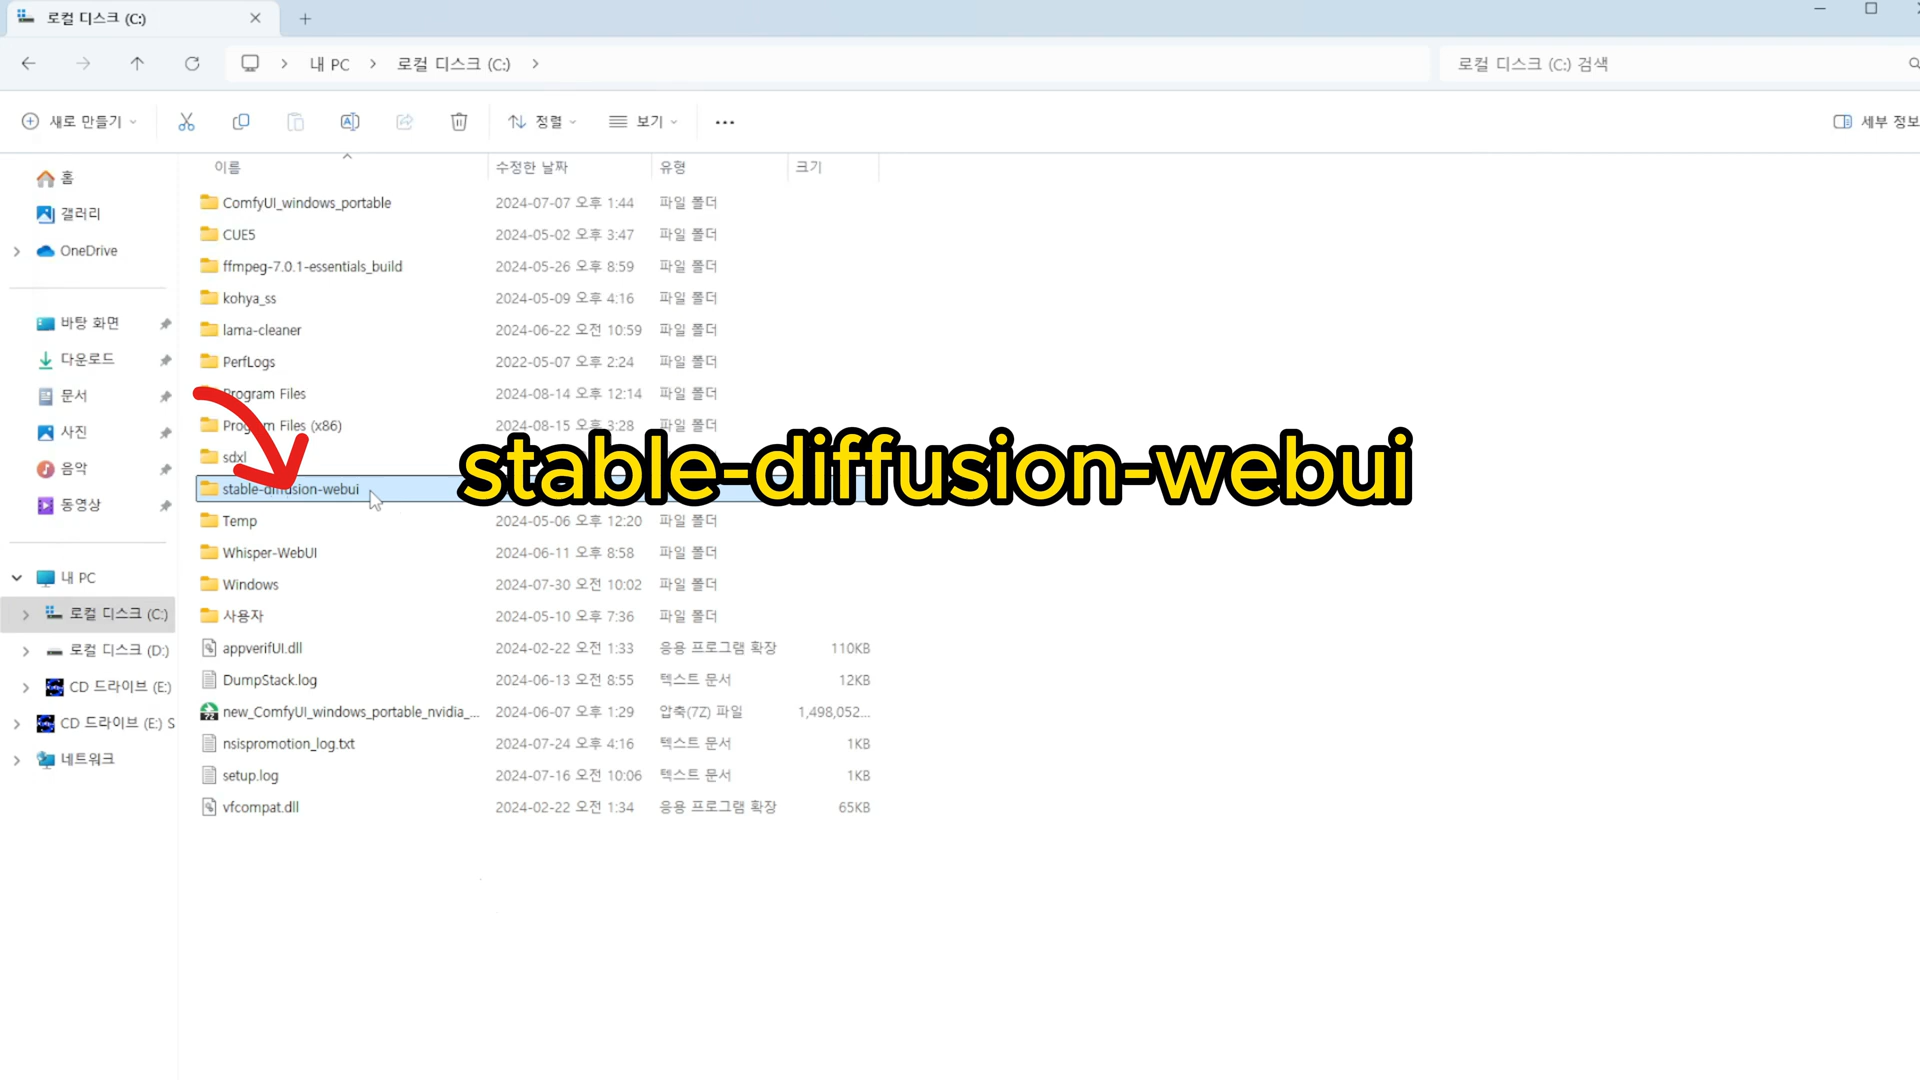 로컬 디스크 (C:)
내 PC 로컬 디스크 (C:) 로컬 디스크 (C:) 검색
새로 만들기 정렬 보기 세부 정보
이름 수정한 날짜 유형 크기
홈
갤러리
OneDrive
바탕 화면
다운로드
문서
사진
음악
동영상
내 PC
로컬 디스크 (C:)
로컬 디스크 (D:)
CD 드라이브 (E:)
CD 드라이브 (E:) S
네트워크
ComfyUI_windows_portable 2024-07-07 오후 1:44 파일 폴더
CUE5 2024-05-02 오후 3:47 파일 폴더
ffmpeg-7.0.1-essentials_build 2024-05-26 오후 8:59 파일 폴더
kohya_ss 2024-05-09 오후 4:16 파일 폴더
lama-cleaner 2024-06-22 오전 10:59 파일 폴더
PerfLogs 2022-05-07 오후 2:24 파일 폴더
Program Files 2024-08-14 오후 12:14 파일 폴더
Program Files (x86) 2024-08-15 오후 3:28 파일 폴더
sdxl
stable-diffusion-webui
stable-diffusion-webui
Temp 2024-05-06 오후 12:20 파일 폴더
Whisper-WebUI 2024-06-11 오후 8:58 파일 폴더
Windows 2024-07-30 오전 10:02 파일 폴더
사용자 2024-05-10 오후 7:36 파일 폴더
appverifUI.dll 2024-02-22 오전 1:33 응용 프로그램 확장 110KB
DumpStack.log 2024-06-13 오전 8:55 텍스트 문서 12KB
new_ComfyUI_windows_portable_nvidia_... 2024-06-07 오후 1:29 압축(7Z) 파일 1,498,052...
nsispromotion_log.txt 2024-07-24 오후 4:16 텍스트 문서 1KB
setup.log 2024-07-16 오전 10:06 텍스트 문서 1KB
vfcompat.dll 2024-02-22 오전 1:34 응용 프로그램 확장 65KB